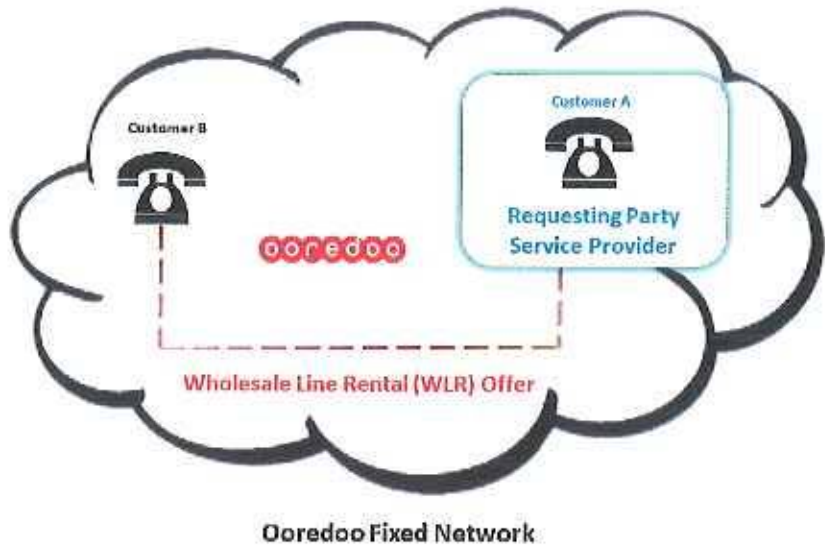 Customer A
Customer B
Requesting Party
Service Provider
ooredoo
Wholesale Line Rental (WLR) Offer
Ooredoo Fixed Network